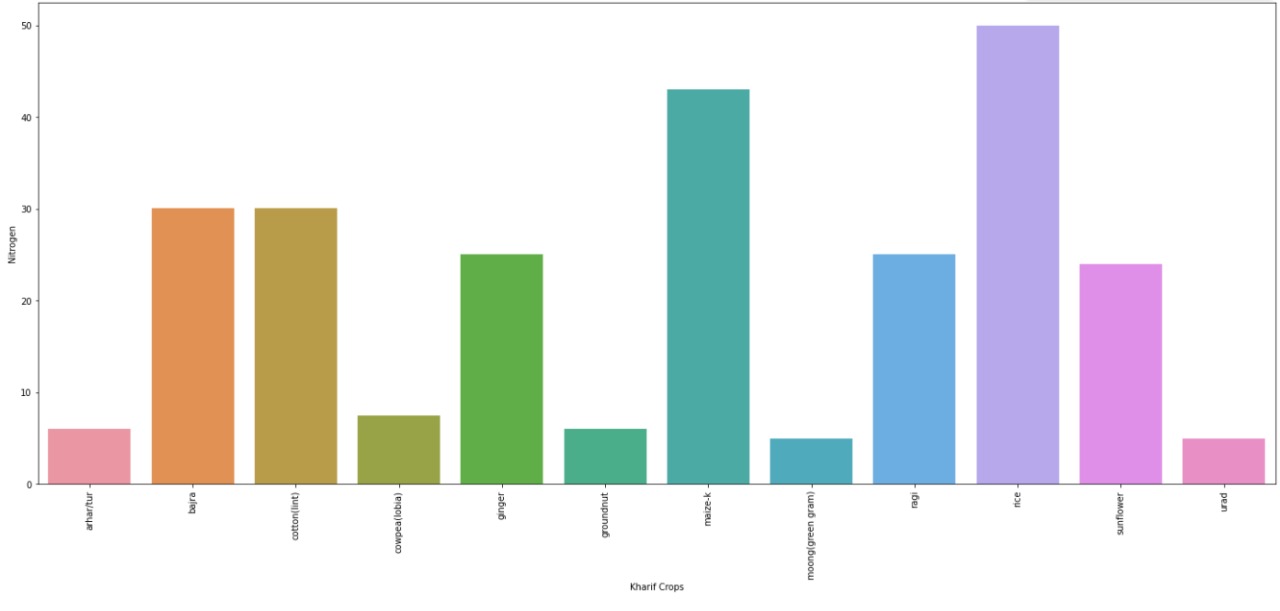 50
40
30
20
10
0
Nitrogen
arhar/tur
bajra
cotton(lint)
cowpea(lobia)
ginger
groundnut
maize-k
moong(green gram)
ragi
rice
sunflower
urad
Kharif Crops